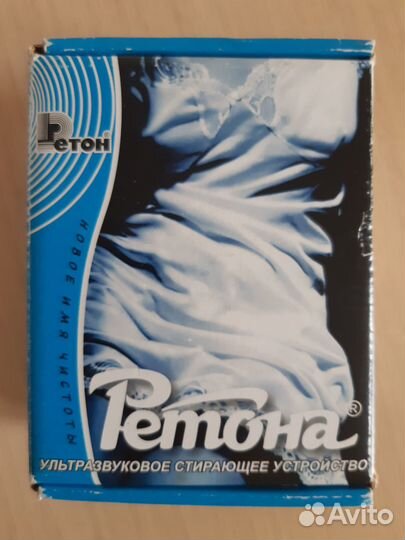 Ретон®
НОВОЕ ИМЯ ЧИСТОТЫ
Ретона®
УЛЬТРАЗВУКОВОЕ СТИРАЮЩЕЕ УСТРОЙСТВО
Avito